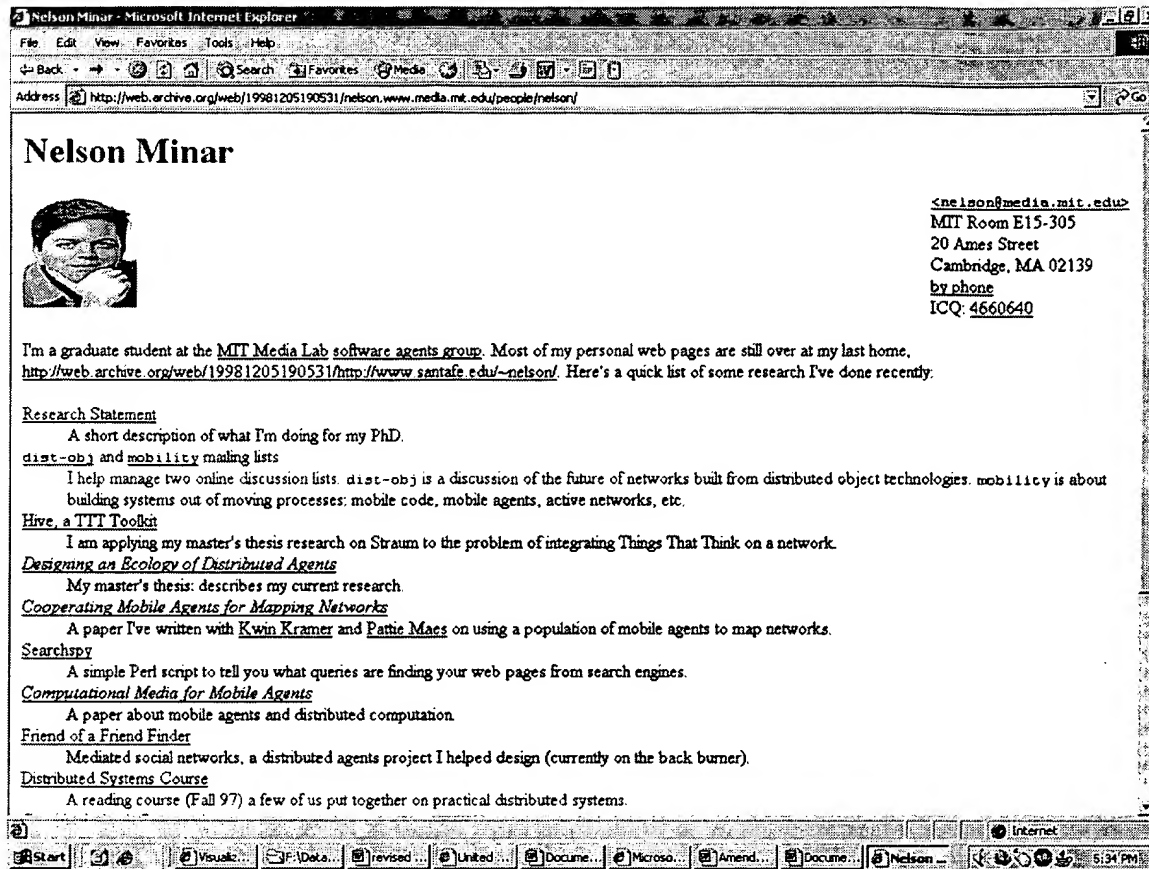 Nelson Minar - Microsoft Internet Explorer
File Edit View Favorites Tools Help
Back Search Favorites Media
Address http://web.archive.org/web/19981205190531/nelson.www.media.mit.edu/people/nelson/ Go
Nelson Minar
<nelson@media.mit.edu>
MIT Room E15-305
20 Ames Street
Cambridge, MA 02139
by phone
ICQ: 4660640
I'm a graduate student at the MIT Media Lab software agents group. Most of my personal web pages are still over at my last home,
http://web.archive.org/web/19981205190531/http://www.santafe.edu/~nelson/. Here's a quick list of some research I've done recently:
Research Statement
A short description of what I'm doing for my PhD.
dist-obj and mobility mailing lists
I help manage two online discussion lists. dist-obj is a discussion of the future of networks built from distributed object technologies. mobility is about
building systems out of moving processes: mobile code, mobile agents, active networks, etc.
Hive, a TTT Toolkit
I am applying my master's thesis research on Straum to the problem of integrating Things That Think on a network.
Designing an Ecology of Distributed Agents
My master's thesis: describes my current research.
Cooperating Mobile Agents for Mapping Networks
A paper I've written with Kwin Kramer and Pattie Maes on using a population of mobile agents to map networks.
Searchspy
A simple Perl script to tell you what queries are finding your web pages from search engines.
Computational Media for Mobile Agents
A paper about mobile agents and distributed computation.
Friend of a Friend Finder
Mediated social networks, a distributed agents project I helped design (currently on the back burner).
Distributed Systems Course
A reading course (Fall 97) a few of us put together on practical distributed systems.
Internet
Start Visualiz... F:\Data... revised ... United ... Docume... Microso... Amend... Docume... Nelson ... 5:34 PM